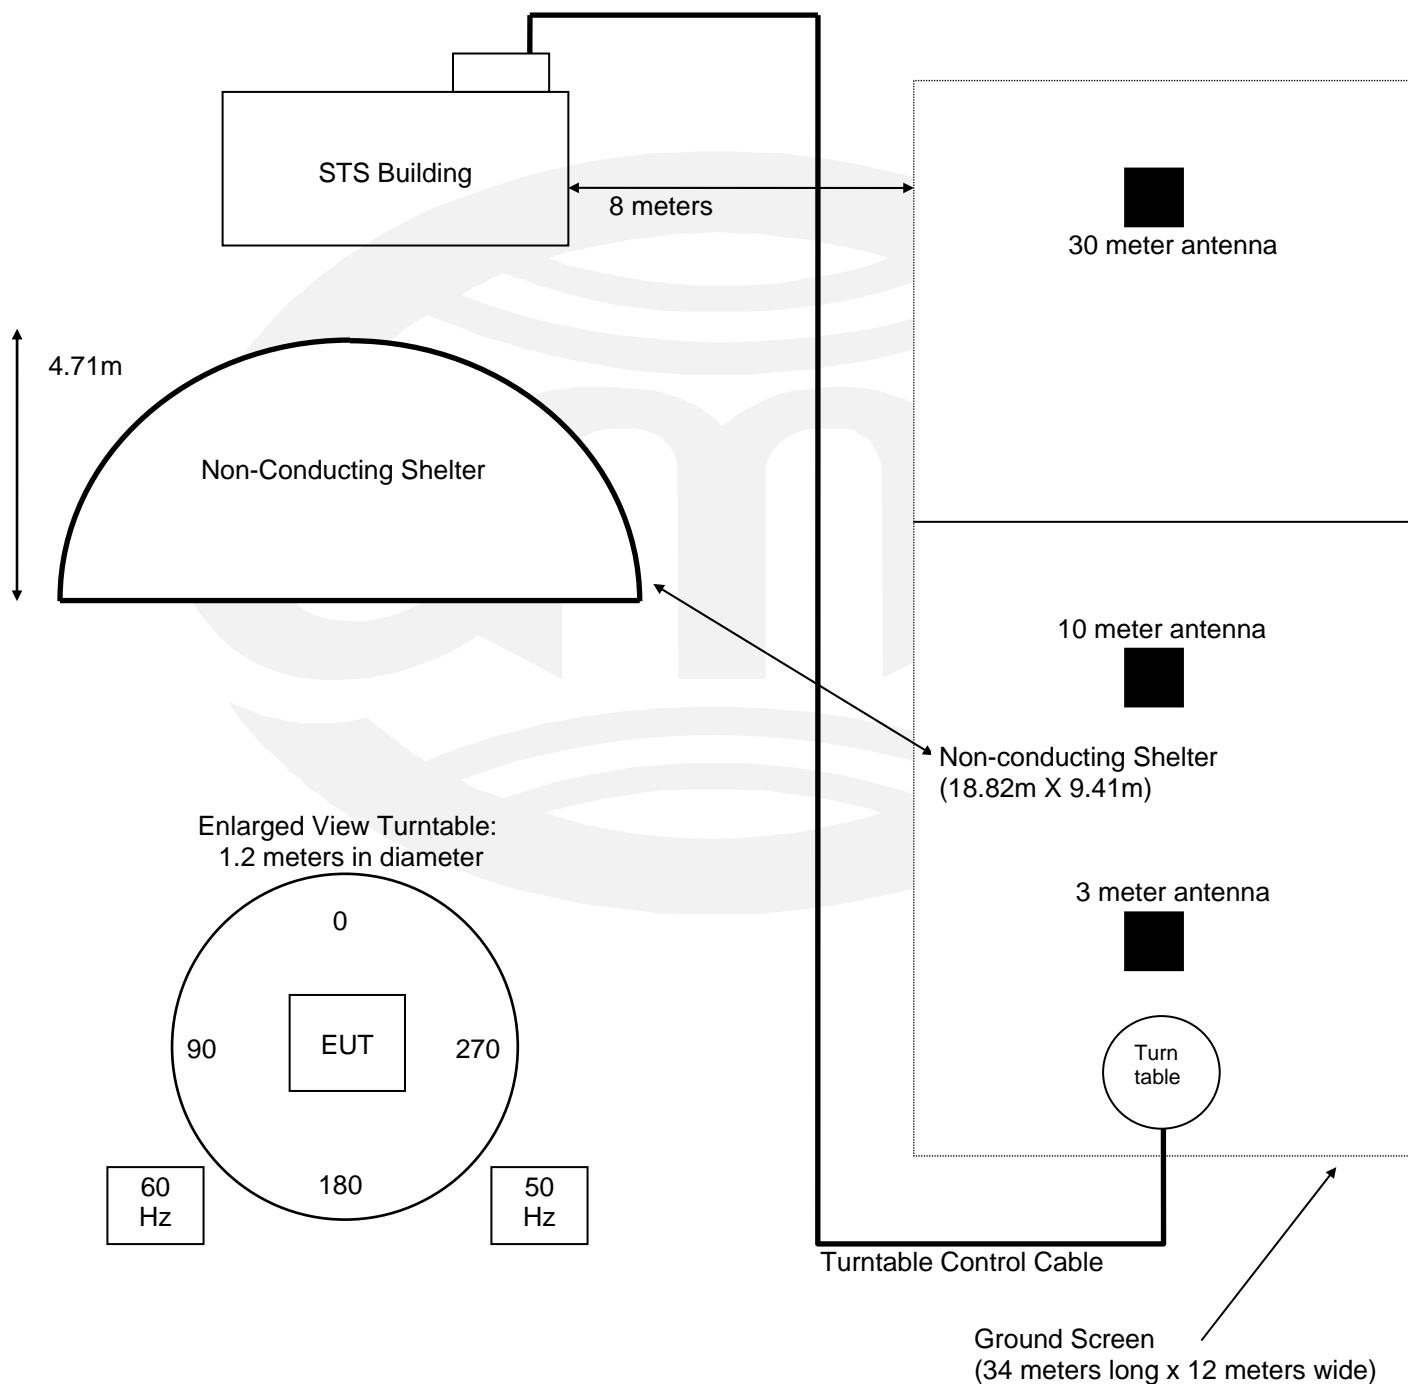 STS Building
8 meters
30 meter antenna
4.71m
Non-Conducting Shelter
10 meter antenna
Non-conducting Shelter
(18.82m X 9.41m)
Enlarged View Turntable:
1.2 meters in diameter
3 meter antenna
0
90
EUT
270
180
60
Hz
50
Hz
Turn
table
Turntable Control Cable
Ground Screen
(34 meters long x 12 meters wide)